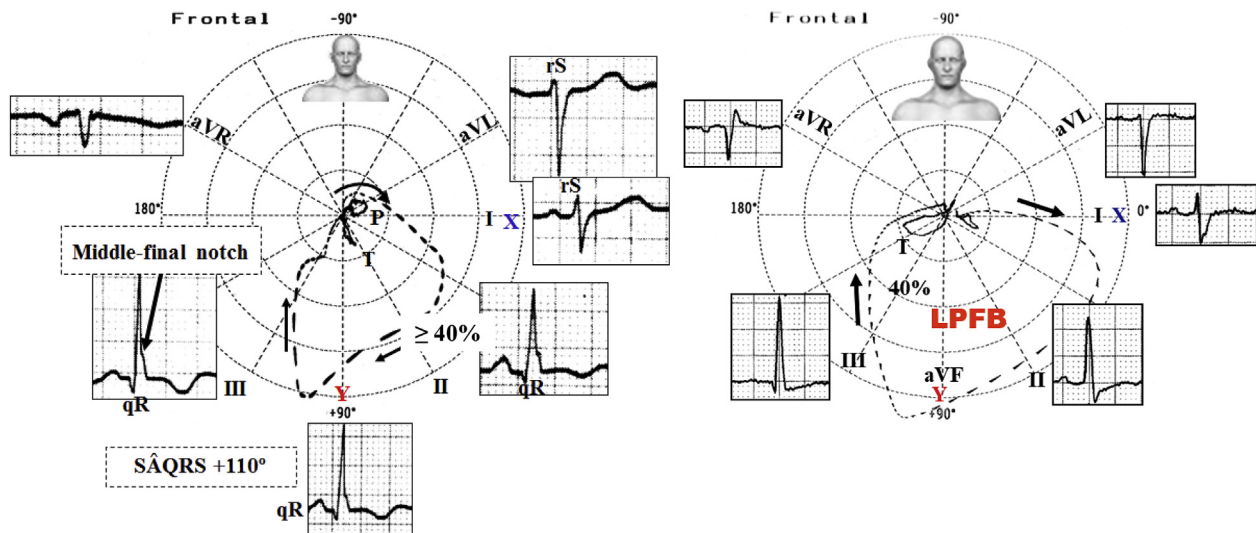 Frontal
-90°
rS
aVR
aVL
180°
P
I
X
rS
T
Middle-final notch
≥ 40%
III
II
qR
Y
+90°
qR
SÂQRS +110º
qR
Frontal
-90°
aVR
aVL
180°
I
X
0°
T
40%
LPFB
III
aVF
II
Y
+90°